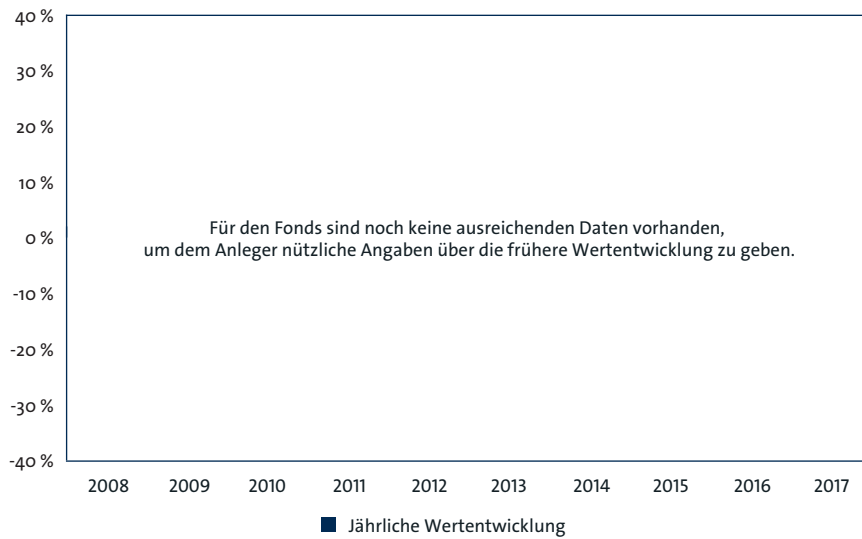 40 %
30 %
20 %
10 %
0 %
-10 %
-20 %
-30 %
-40 %
Für den Fonds sind noch keine ausreichenden Daten vorhanden,
um dem Anleger nützliche Angaben über die frühere Wertentwicklung zu geben.
2008 2009 2010 2011 2012 2013 2014 2015 2016 2017
Jährliche Wertentwicklung